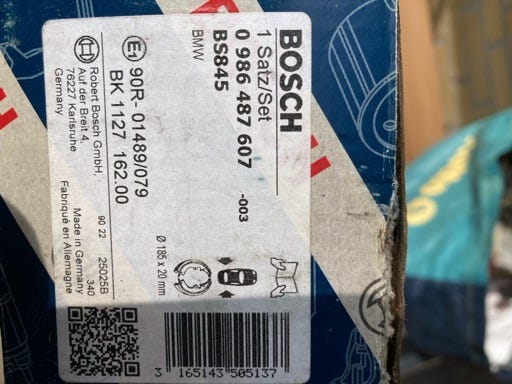 BOSCH
1 Satz/Set
0 986 487 607
-003
BS845
BMW
E1 90R- 01489/079
BK 1127 162.00
Ø 185 x 20 mm
Robert Bosch GmbH,
Auf der Breit 4,
76227 Karlsruhe
Germany
90 22 25025B
340
Made in Germany
Fabriqué en Allemagne
3 165143 505137